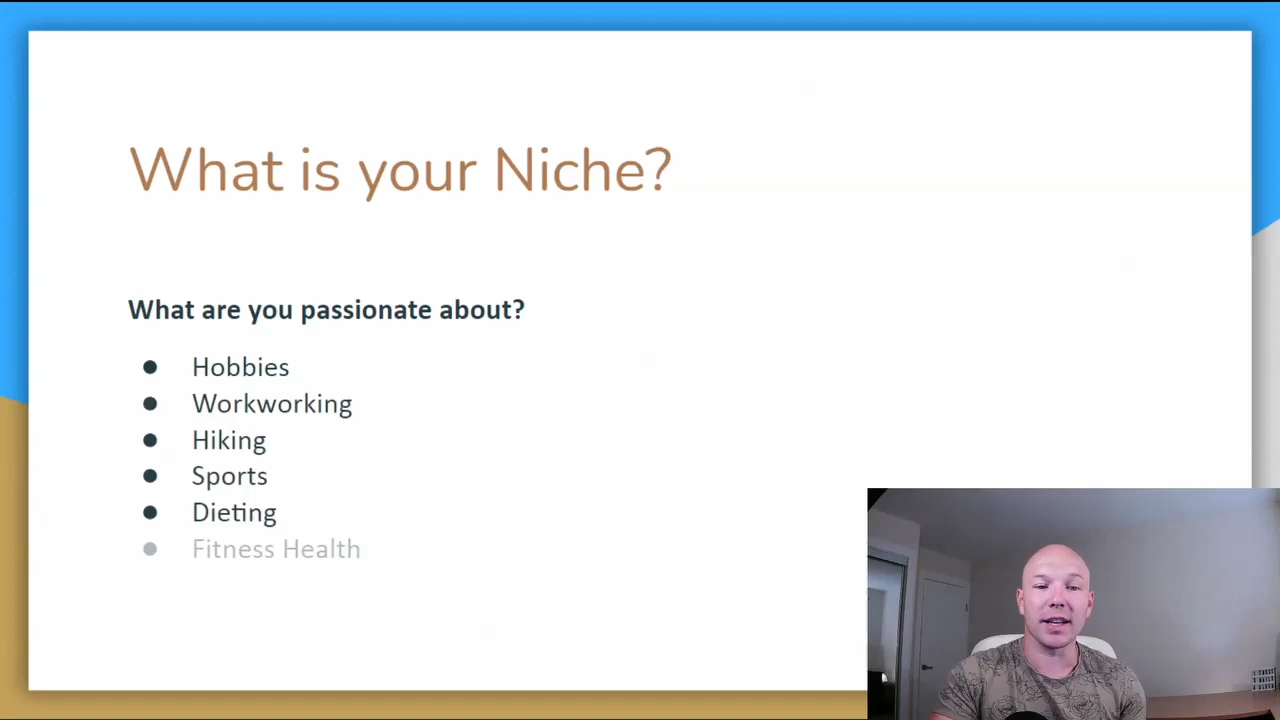 What is your Niche?
What are you passionate about?
● Hobbies
● Workworking
● Hiking
● Sports
● Dieting
● Fitness Health